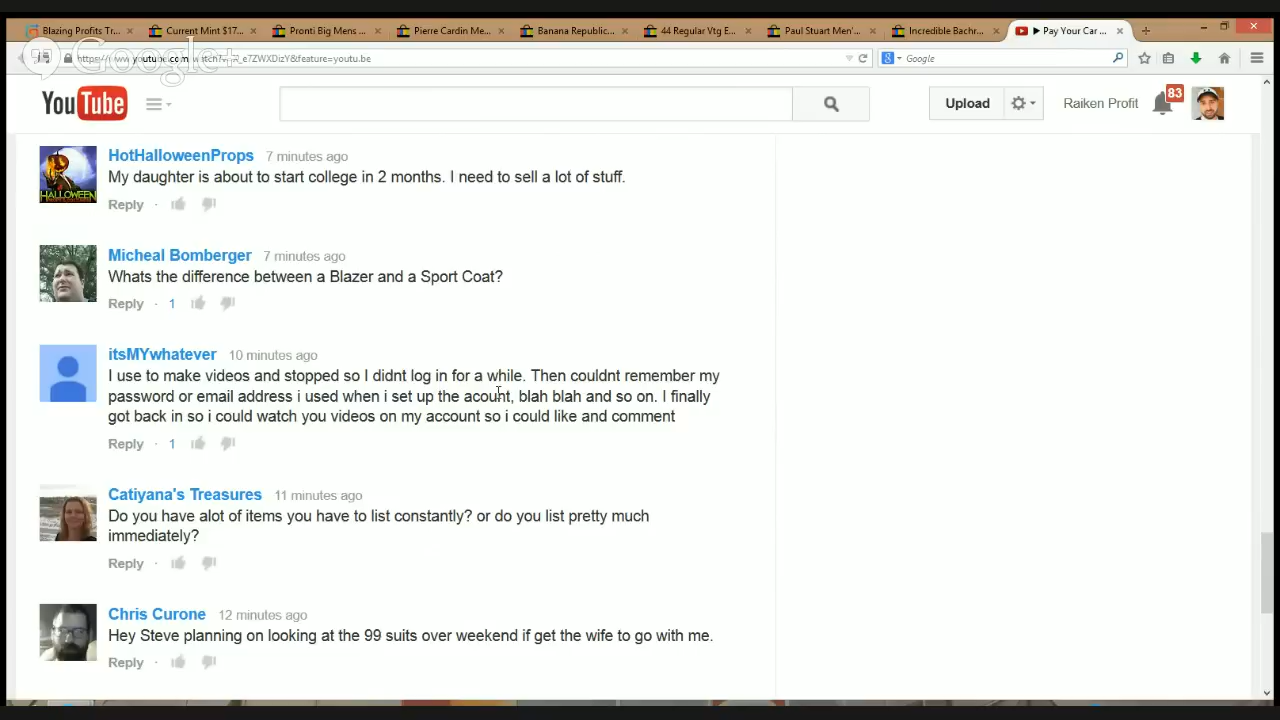 Blazing Profits Tr...
Current Mint $17...
Pronti Big Mens ...
Pierre Cardin Me...
Banana Republic...
44 Regular Vtg E...
Paul Stuart Men'...
Incredible Bachr...
▶ Pay Your Car ...
Google+
youtube.com
&feature=youtu.be
Google
YouTube
Upload
Raiken Profit
83
HotHalloweenProps 7 minutes ago
My daughter is about to start college in 2 months. I need to sell a lot of stuff.
HALLOWEEN
Reply ·
Micheal Bomberger 7 minutes ago
Whats the difference between a Blazer and a Sport Coat?
Reply · 1
itsMYwhatever 10 minutes ago
I use to make videos and stopped so I didnt log in for a while. Then couldnt remember my
password or email address i used when i set up the acount, blah blah and so on. I finally
got back in so i could watch you videos on my account so i could like and comment
Reply · 1
Catiyana's Treasures 11 minutes ago
Do you have alot of items you have to list constantly? or do you list pretty much
immediately?
Reply ·
Chris Curone 12 minutes ago
Hey Steve planning on looking at the 99 suits over weekend if get the wife to go with me.
Reply ·